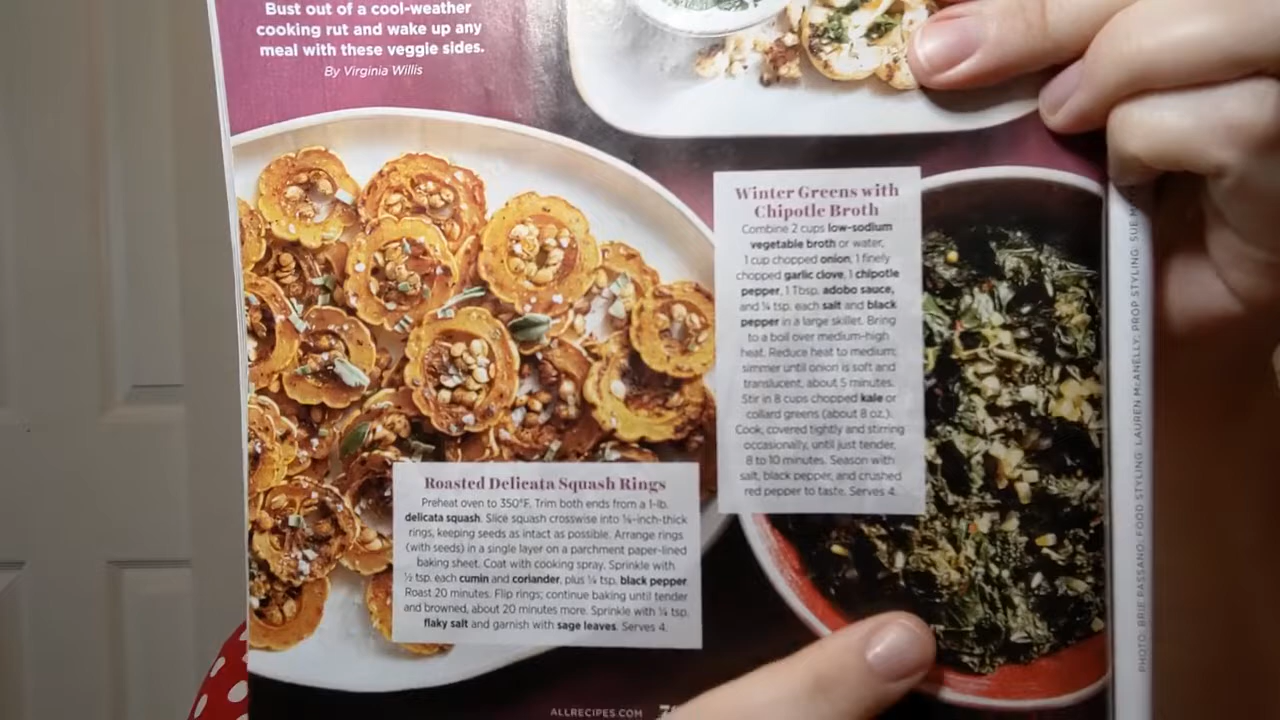 Bust out of a cool-weather
cooking rut and wake up any
meal with these veggie sides.
By Virginia Willis
Winter Greens with
Chipotle Broth
Combine 2 cups low-sodium
vegetable broth or water,
1 cup chopped onion, 1 finely
chopped garlic clove, 1 chipotle
pepper, 1 Tbsp. adobo sauce,
and ¼ tsp. each salt and black
pepper in a large skillet. Bring
to a boil over medium-high
heat. Reduce heat to medium;
simmer until onion is soft and
translucent, about 5 minutes.
Stir in 8 cups chopped kale or
collard greens (about 8 oz.).
Cook, covered tightly and stirring
occasionally, until just tender,
8 to 10 minutes. Season with
salt, black pepper, and crushed
red pepper to taste. Serves 4.
Roasted Delicata Squash Rings
Preheat oven to 350°F. Trim both ends from a 1-lb.
delicata squash. Slice squash crosswise into ¼-inch-thick
rings, keeping seeds as intact as possible. Arrange rings
(with seeds) in a single layer on a parchment paper-lined
baking sheet. Coat with cooking spray. Sprinkle with
½ tsp. each cumin and coriander, plus ¼ tsp. black pepper.
Roast 20 minutes. Flip rings; continue baking until tender
and browned, about 20 minutes more. Sprinkle with ¼ tsp.
flaky salt and garnish with sage leaves. Serves 4.
ALLRECIPES.COM
PHOTO: BRIE PASSANO; FOOD STYLING: LAUREN McANELLY; PROP STYLING: SUE